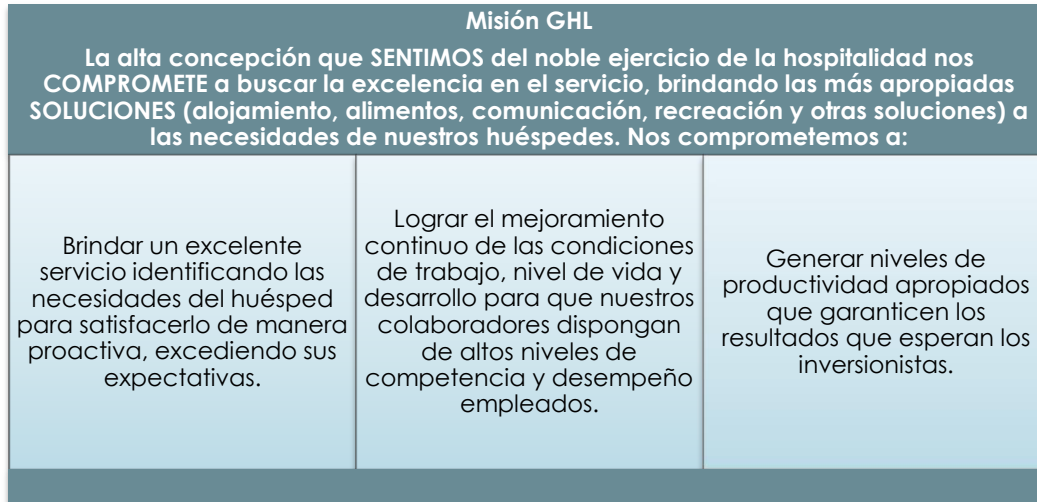 Misión GHL
La alta concepción que SENTIMOS del noble ejercicio de la hospitalidad nos
COMPROMETE a buscar la excelencia en el servicio, brindando las más apropiadas
SOLUCIONES (alojamiento, alimentos, comunicación, recreación y otras soluciones) a
las necesidades de nuestros huéspedes. Nos comprometemos a:
Brindar un excelente
servicio identificando las
necesidades del huésped
para satisfacerlo de manera
proactiva, excediendo sus
expectativas.
Lograr el mejoramiento
continuo de las condiciones
de trabajo, nivel de vida y
desarrollo para que nuestros
colaboradores dispongan
de altos niveles de
competencia y desempeño
empleados.
Generar niveles de
productividad apropiados
que garanticen los
resultados que esperan los
inversionistas.